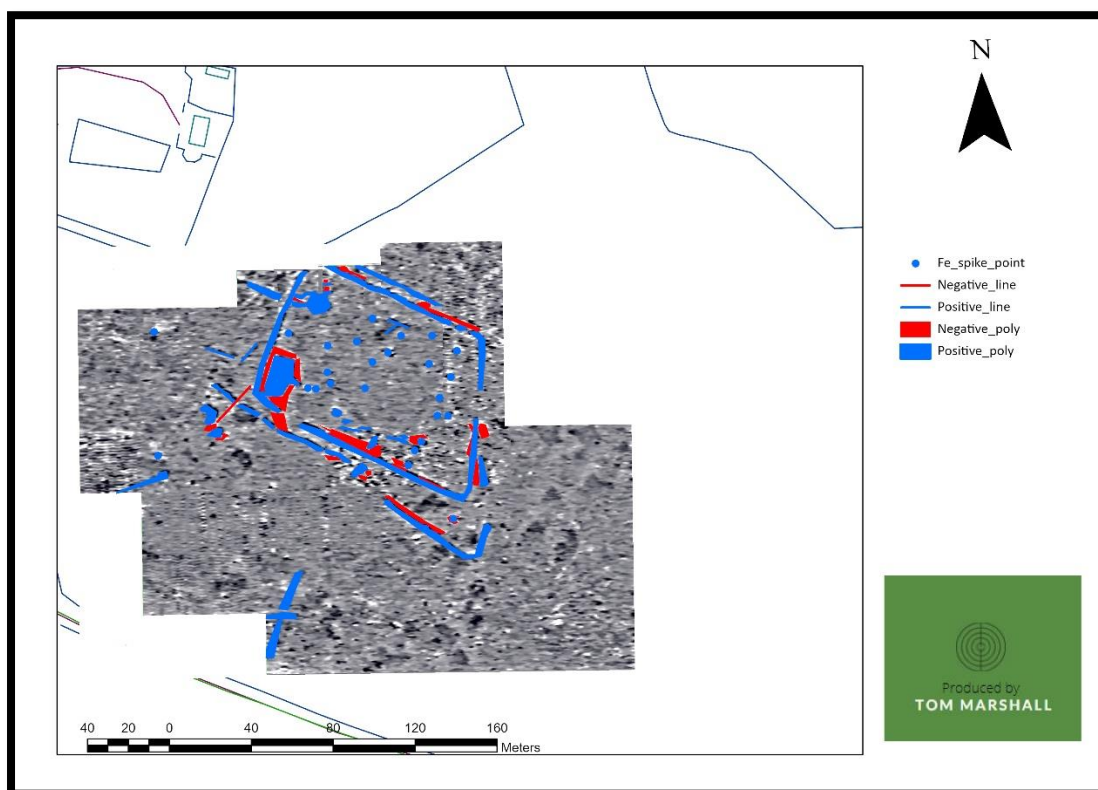 N
Fe_spike_point
Negative_line
Positive_line
Negative_poly
Positive_poly
Produced by
TOM MARSHALL
40 20 0 40 80 120 160
Meters